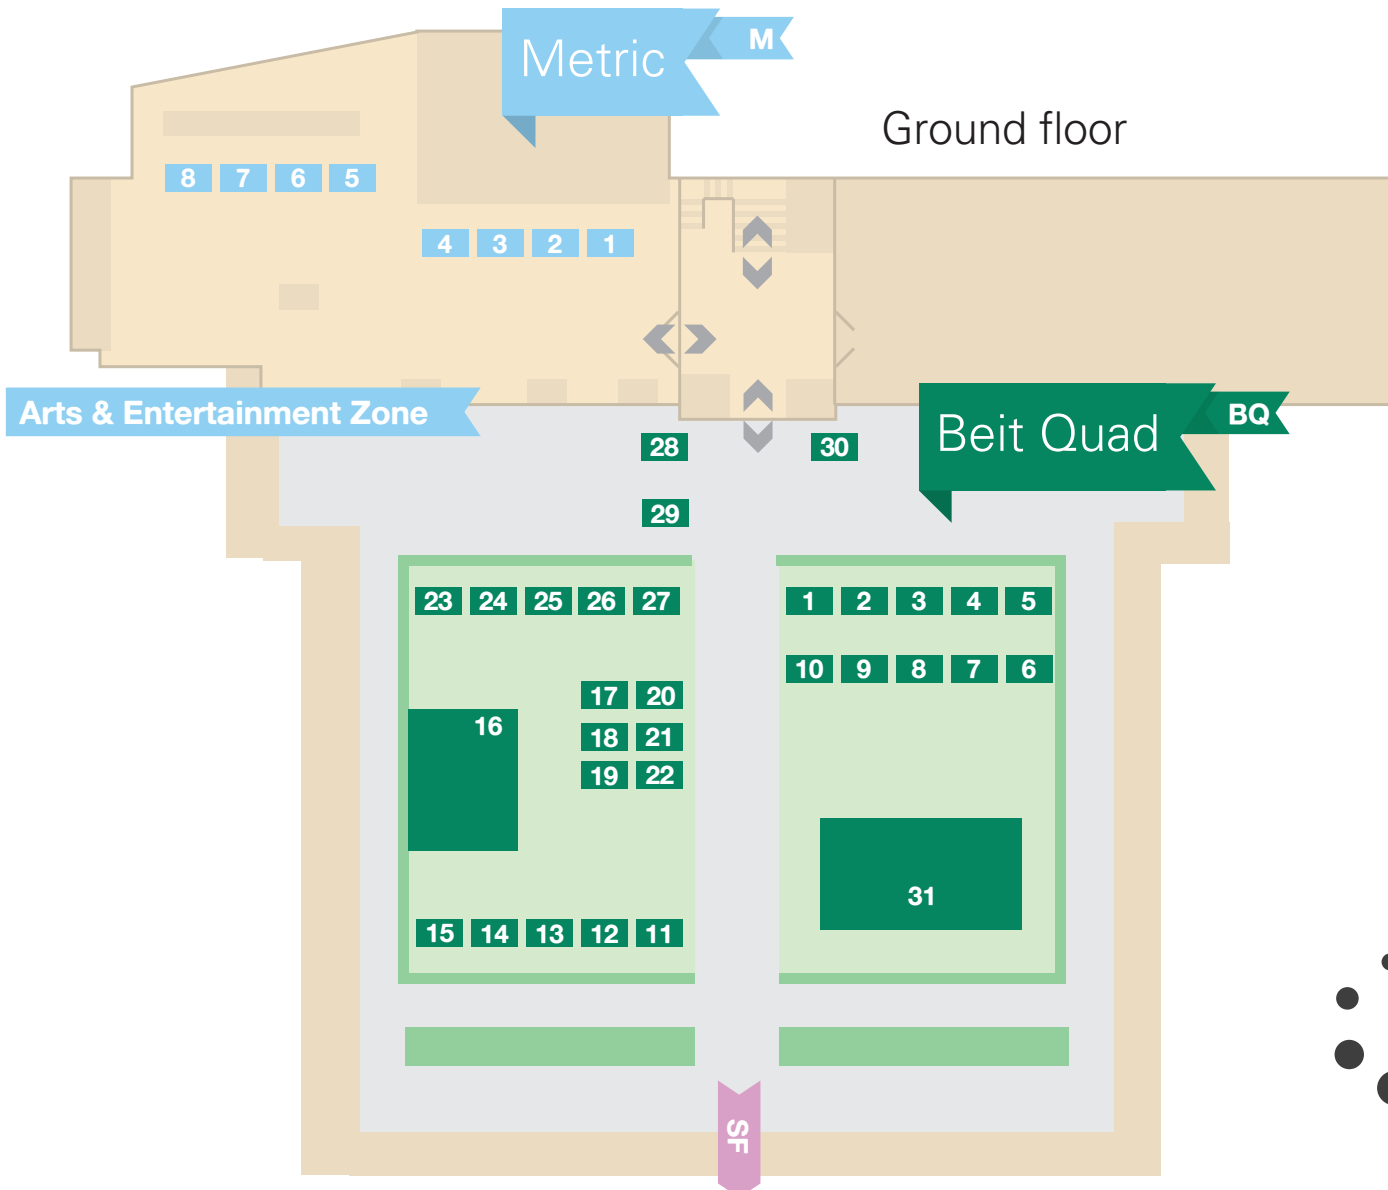 Metric
M
Ground floor
8 7 6 5
4 3 2 1
Arts & Entertainment Zone
Beit Quad
BQ
28 30
29
23 24 25 26 27
1 2 3 4 5
10 9 8 7 6
17 20
16
18 21
19 22
31
15 14 13 12 11
SF